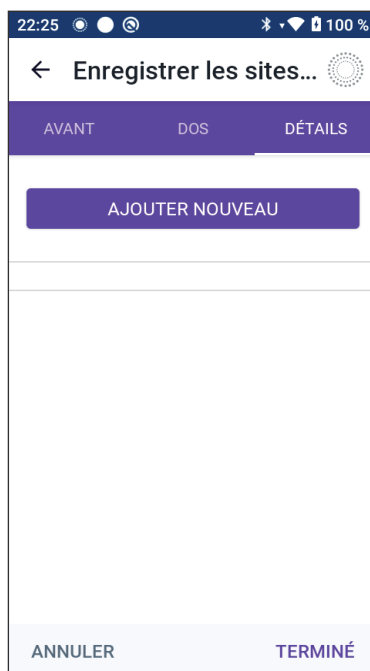 22:25 100 %
Enregistrer les sites...
AVANT DOS DÉTAILS
AJOUTER NOUVEAU
ANNULER TERMINÉ